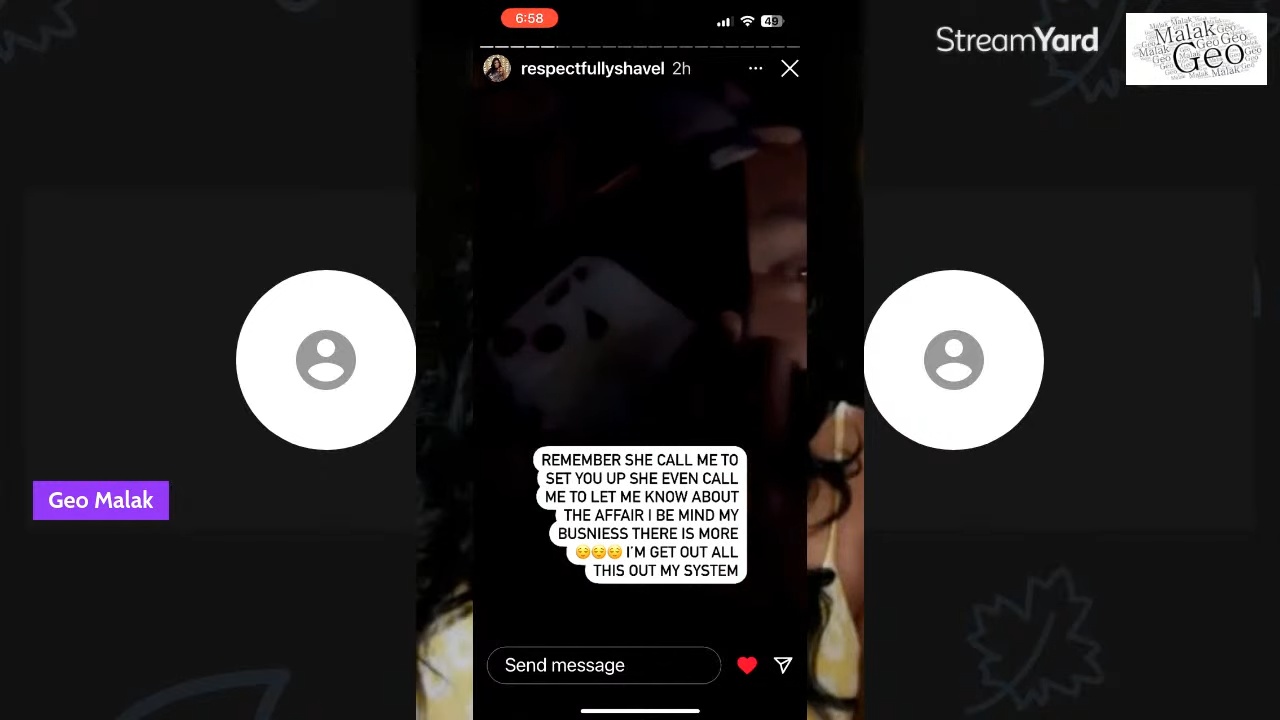 6:58
49
respectfullyshavel 2h
StreamYard
Malak
Geo
Geo Malak
REMEMBER SHE CALL ME TO
SET YOU UP SHE EVEN CALL
ME TO LET ME KNOW ABOUT
THE AFFAIR I BE MIND MY
BUSNIESS THERE IS MORE
😌😌😌 I'M GET OUT ALL
THIS OUT MY SYSTEM
Send message